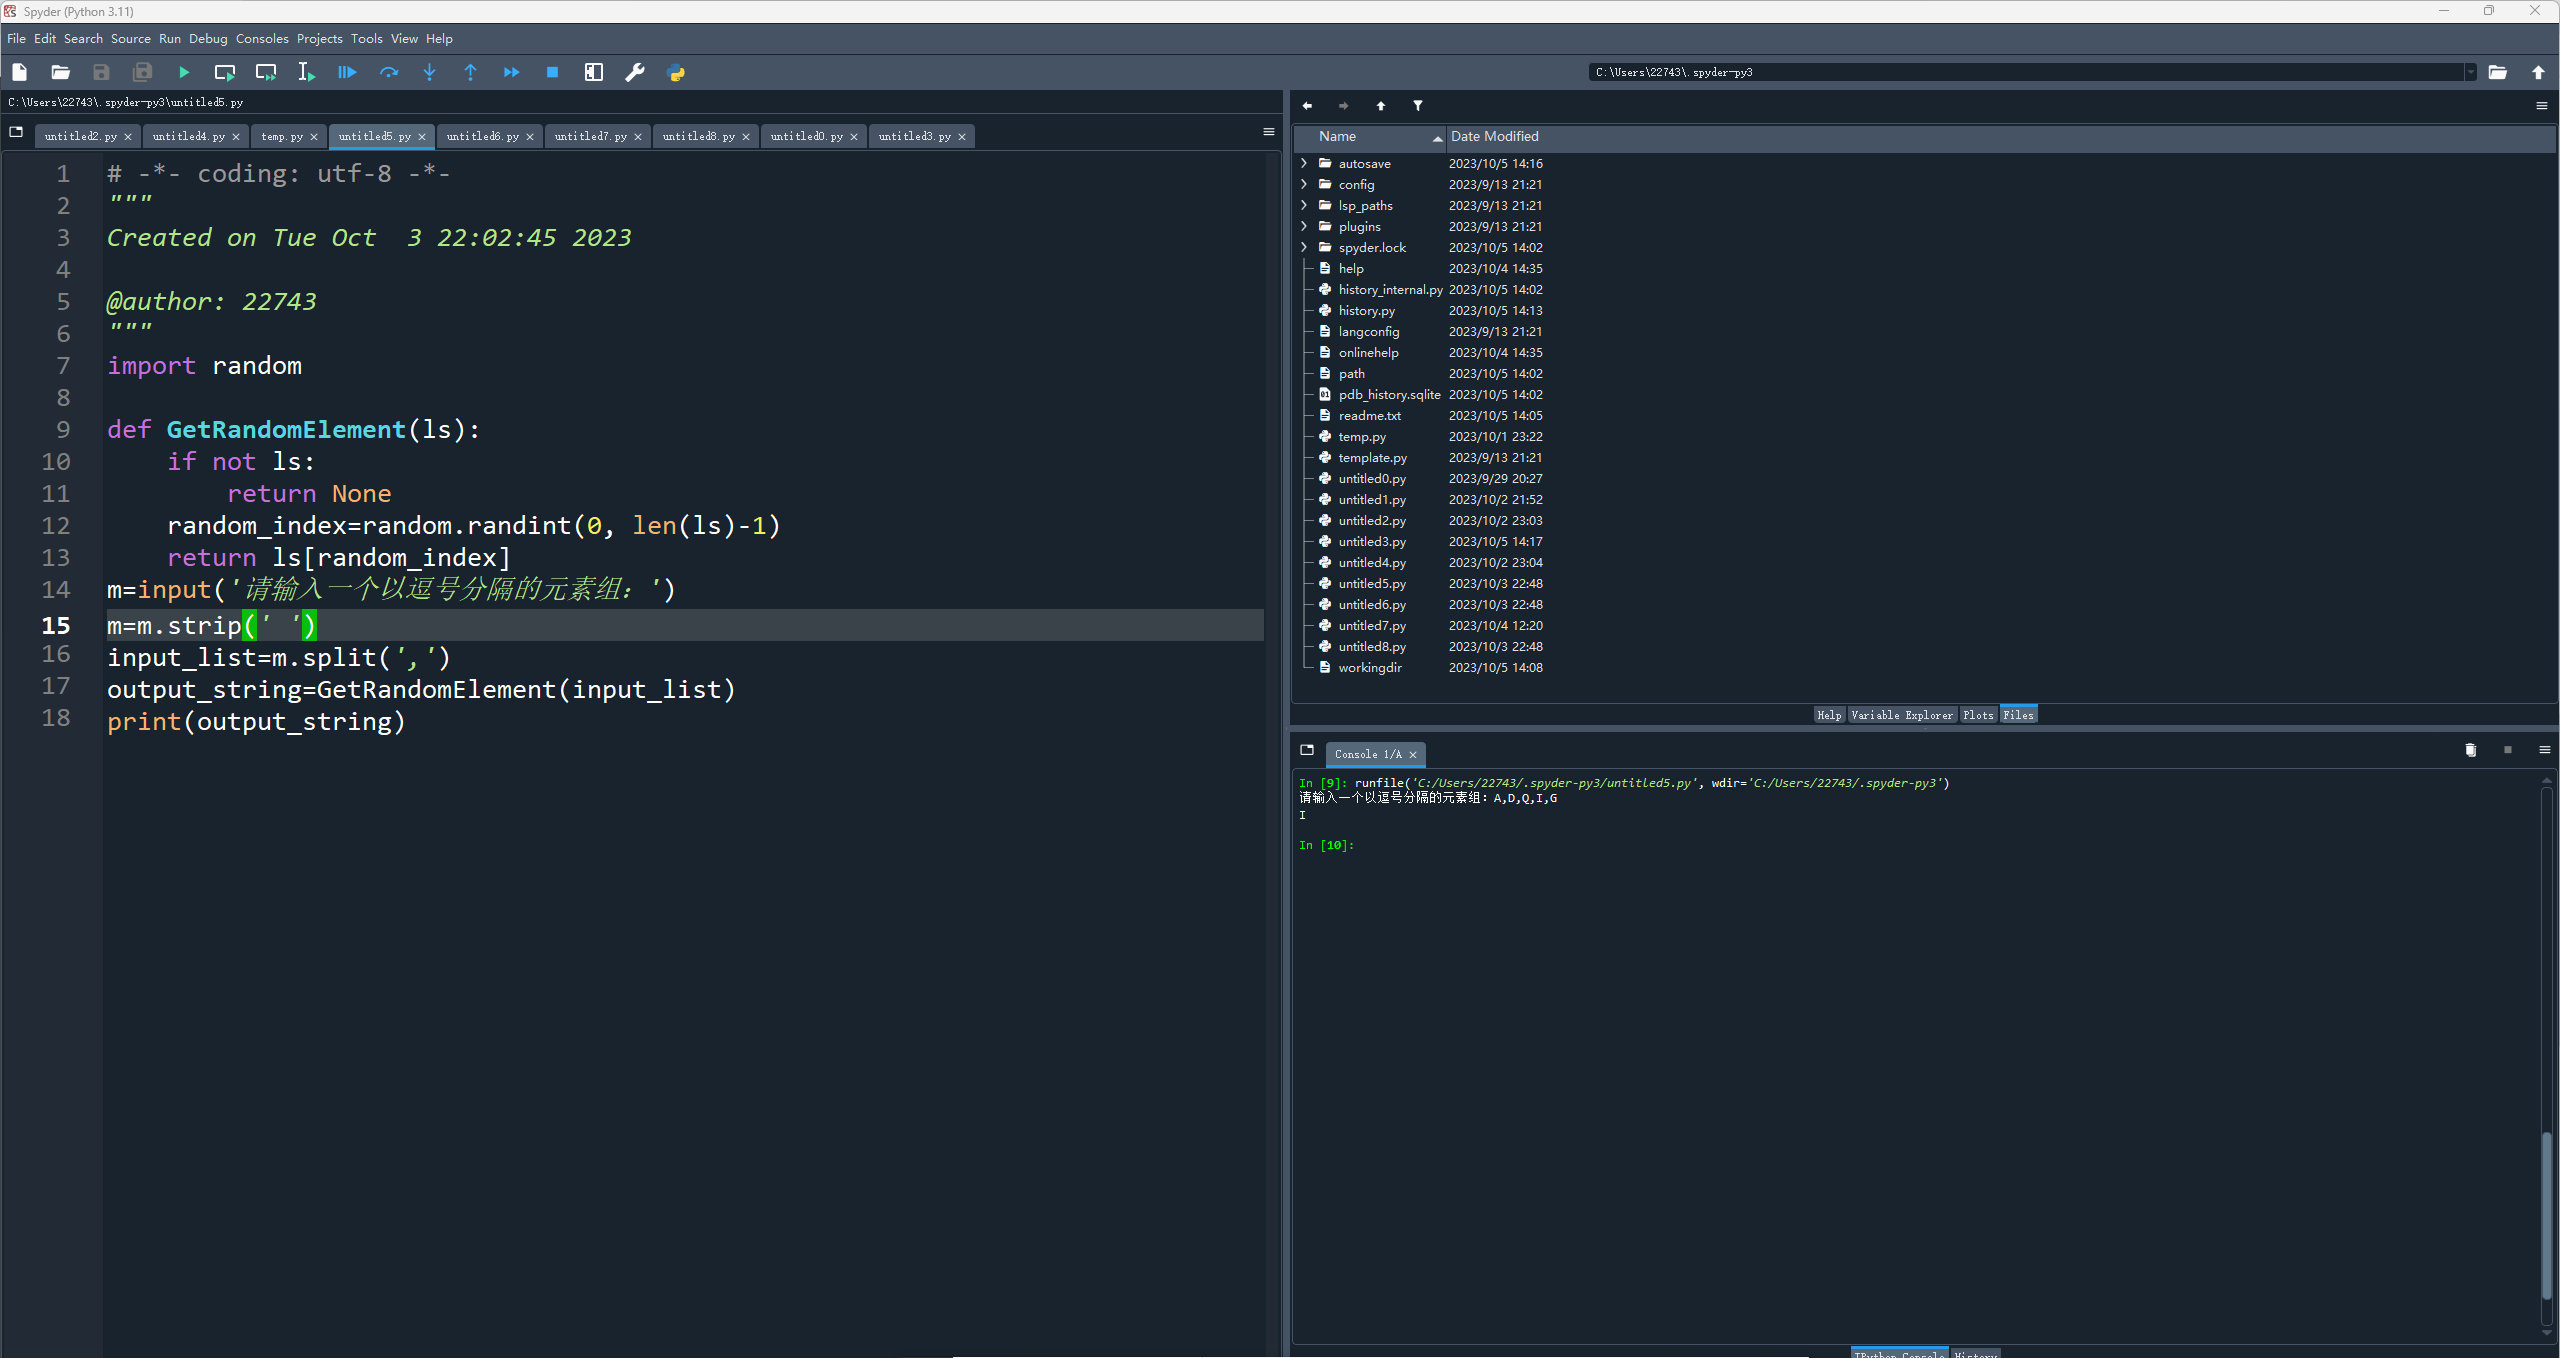 Spyder (Python 3.11)
File Edit Search Source Run Debug Consoles Projects Tools View Help
C:\Users\22743\.spyder-py3
C:\Users\22743\.spyder-py3\untitled5.py
untitled2.py untitled4.py temp.py untitled5.py untitled6.py untitled7.py untitled8.py untitled0.py untitled3.py
1 # -*- coding: utf-8 -*-
2 """
3 Created on Tue Oct  3 22:02:45 2023
4
5 @author: 22743
6 """
7 import random
8
9 def GetRandomElement(ls):
10     if not ls:
11         return None
12     random_index=random.randint(0, len(ls)-1)
13     return ls[random_index]
14 m=input('请输入一个以逗号分隔的元素组：')
15 m=m.strip(' ')
16 input_list=m.split(',')
17 output_string=GetRandomElement(input_list)
18 print(output_string)
Name Date Modified
autosave 2023/10/5 14:16
config 2023/9/13 21:21
lsp_paths 2023/9/13 21:21
plugins 2023/9/13 21:21
spyder.lock 2023/10/5 14:02
help 2023/10/4 14:35
history_internal.py 2023/10/5 14:02
history.py 2023/10/5 14:13
langconfig 2023/9/13 21:21
onlinehelp 2023/10/4 14:35
path 2023/10/5 14:02
pdb_history.sqlite 2023/10/5 14:02
readme.txt 2023/10/5 14:05
temp.py 2023/10/1 23:22
template.py 2023/9/13 21:21
untitled0.py 2023/9/29 20:27
untitled1.py 2023/10/2 21:52
untitled2.py 2023/10/2 23:03
untitled3.py 2023/10/5 14:17
untitled4.py 2023/10/2 23:04
untitled5.py 2023/10/3 22:48
untitled6.py 2023/10/3 22:48
untitled7.py 2023/10/4 12:20
untitled8.py 2023/10/3 22:48
workingdir 2023/10/5 14:08
Help Variable Explorer Plots Files
Console 1/A
In [9]: runfile('C:/Users/22743/.spyder-py3/untitled5.py', wdir='C:/Users/22743/.spyder-py3')
请输入一个以逗号分隔的元素组：A,D,Q,I,G
I
In [10]:
IPython Console History